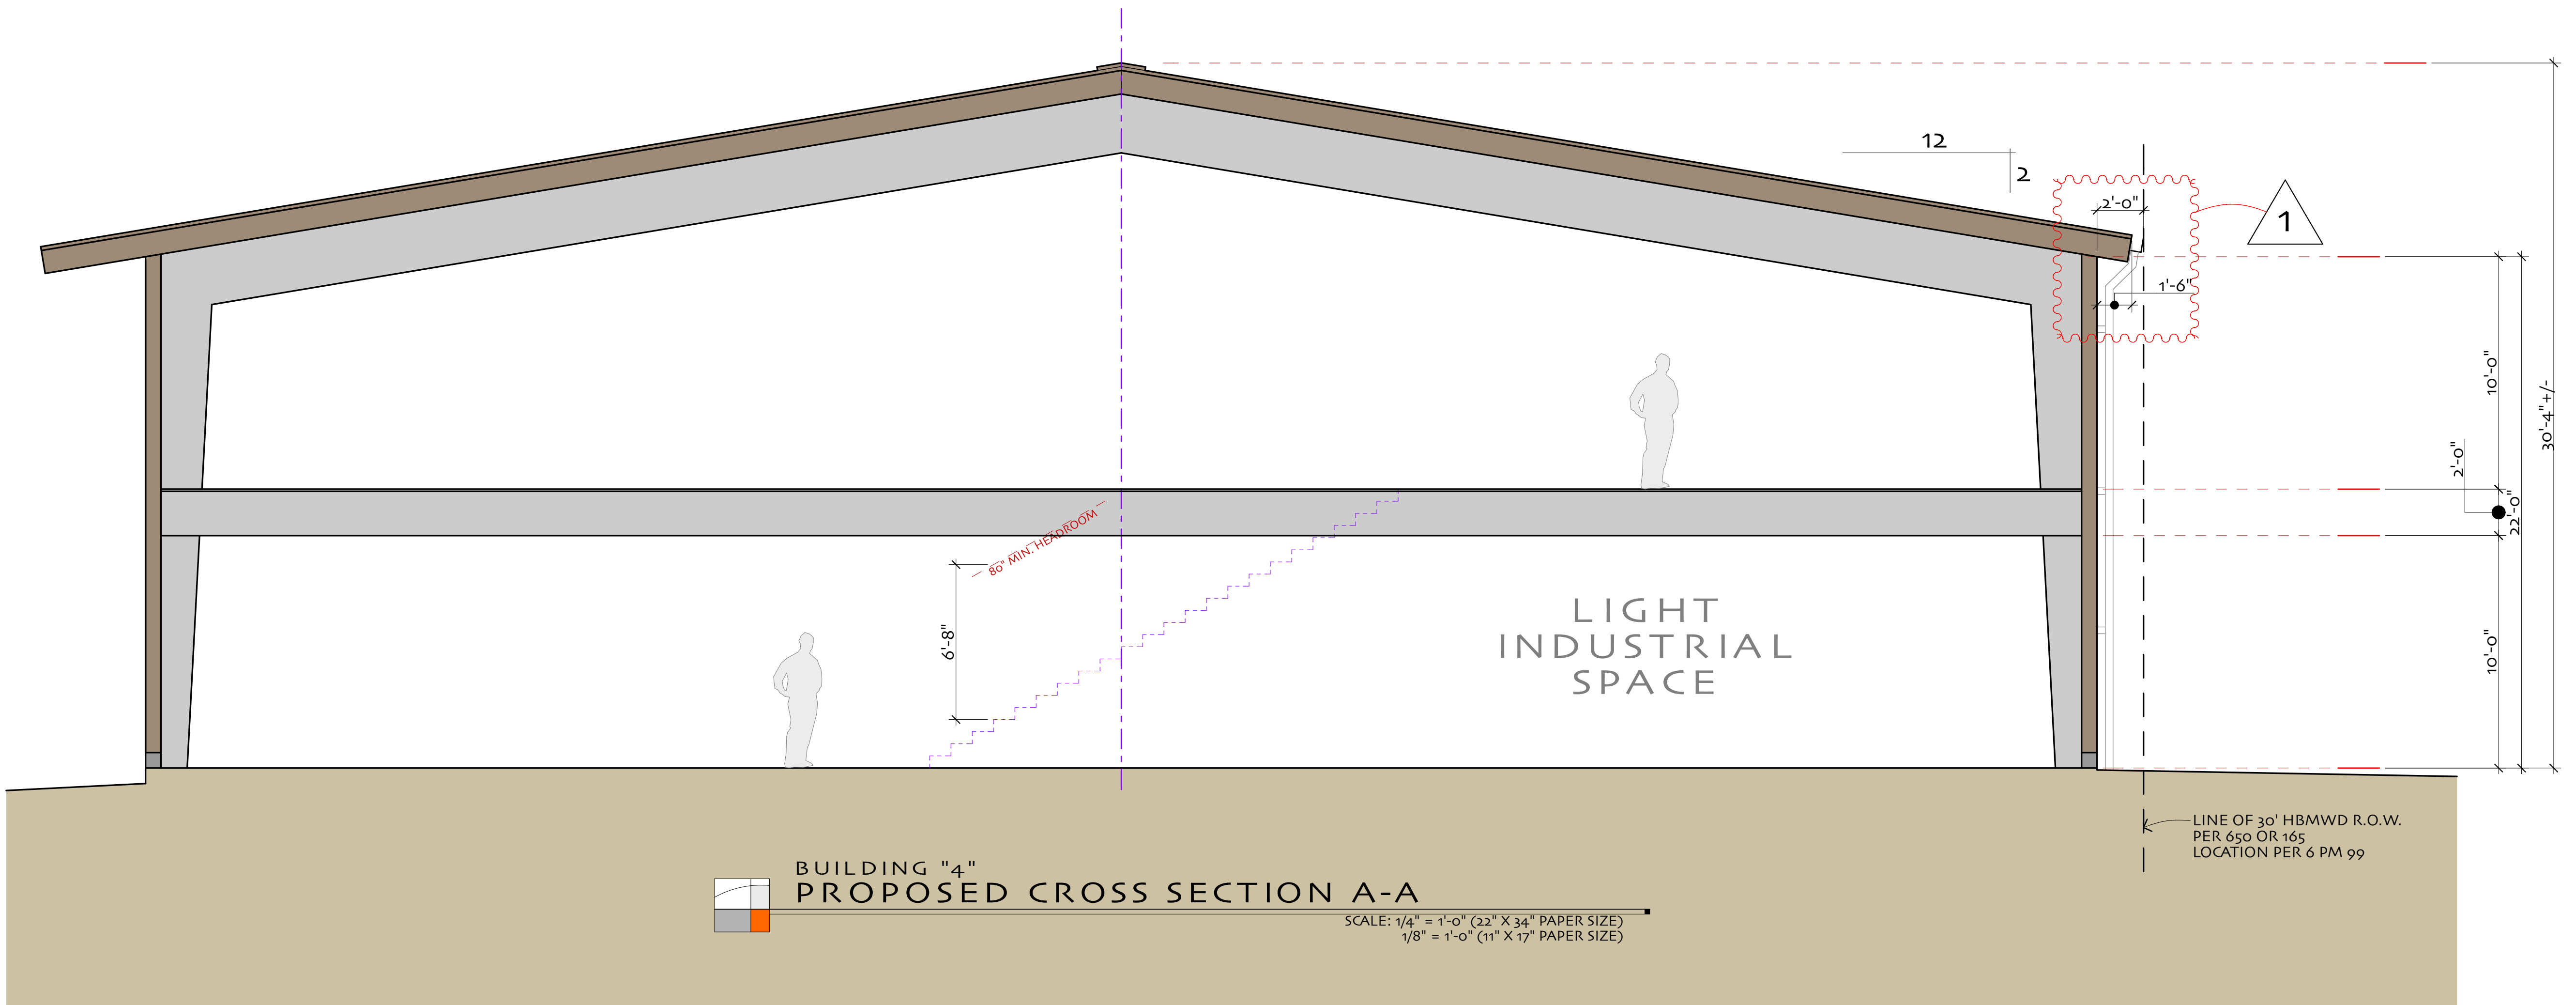 12
2
2'-0"
1
1'-6"
10'-0"
30'-4"+/-
2'-0"
22'-0"
80" MIN. HEADROOM
6'-8"
LIGHT
INDUSTRIAL
SPACE
10'-0"
LINE OF 30' HBMWD R.O.W.
PER 650 OR 165
LOCATION PER 6 PM 99
BUILDING "4"
PROPOSED CROSS SECTION A-A
SCALE: 1/4" = 1'-0" (22" X 34" PAPER SIZE)
1/8" = 1'-0" (11" X 17" PAPER SIZE)